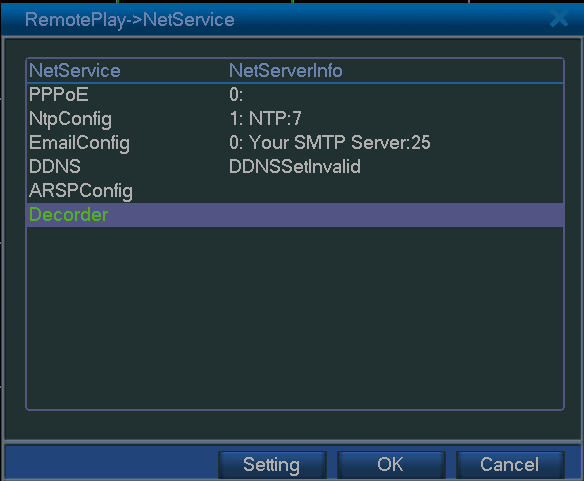 RemotePlay->NetService
NetService NetServerInfo
PPPoE 0:
NtpConfig 1: NTP:7
EmailConfig 0: Your SMTP Server:25
DDNS DDNSSetInvalid
ARSPConfig
Decorder
Setting OK Cancel